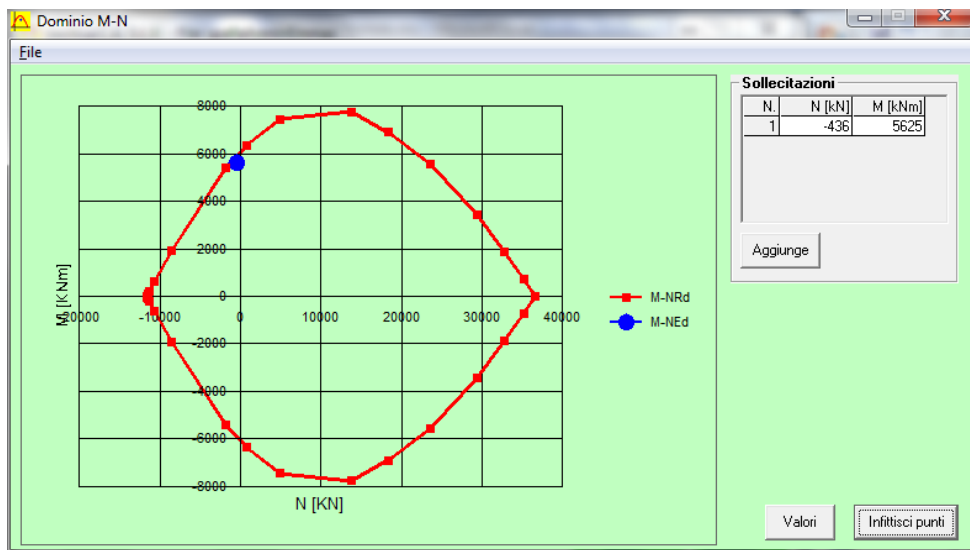 Dominio M-N
File
8000
6000
4000
2000
0
-2000
-4000
-6000
-8000
M [KNm]
-20000 -10000 0 10000 20000 30000 40000
N [KN]
M-NRd
M-NEd
Sollecitazioni
N. N [kN] M [kNm]
1 -436 5625
Aggiunge
Valori
Infittisci punti